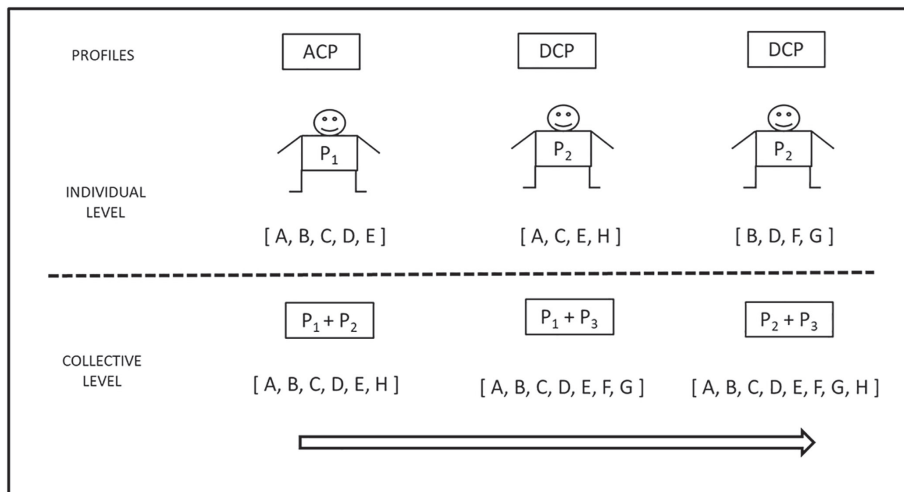 PROFILES
ACP
DCP
DCP
P₁
P₂
P₂
INDIVIDUAL
LEVEL
[ A, B, C, D, E ]
[ A, C, E, H ]
[ B, D, F, G ]
P₁ + P₂
P₁ + P₃
P₂ + P₃
COLLECTIVE
LEVEL
[ A, B, C, D, E, H ]
[ A, B, C, D, E, F, G ]
[ A, B, C, D, E, F, G, H ]